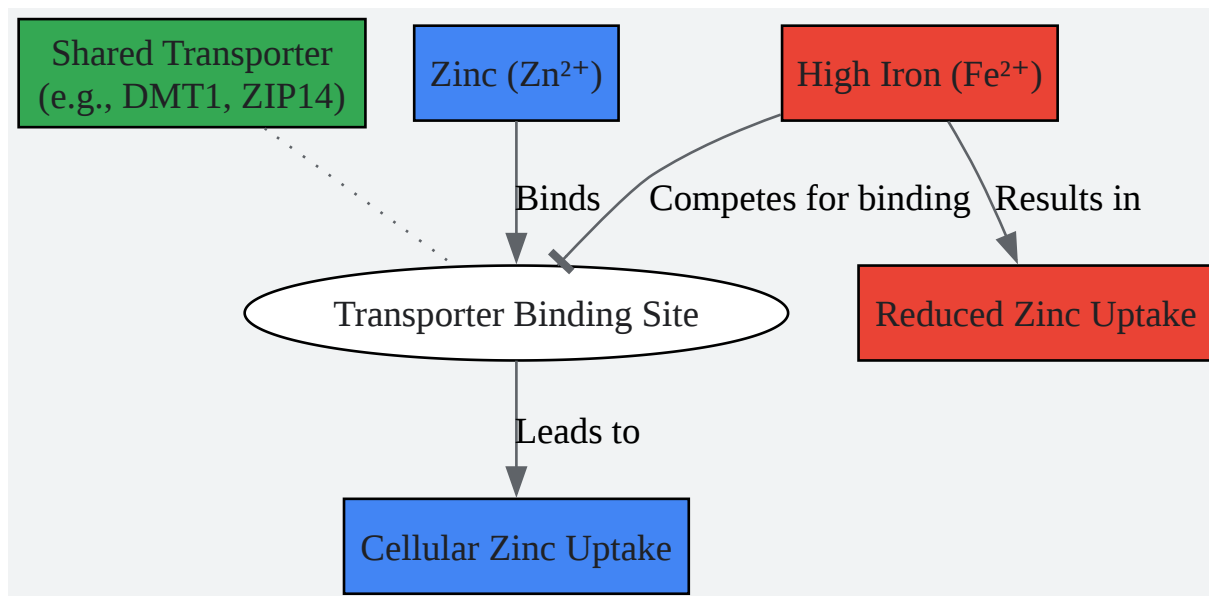 Shared Transporter
(e.g., DMT1, ZIP14)
Zinc (Zn²⁺)
High Iron (Fe²⁺)
Binds
Competes for binding
Results in
Transporter Binding Site
Reduced Zinc Uptake
Leads to
Cellular Zinc Uptake